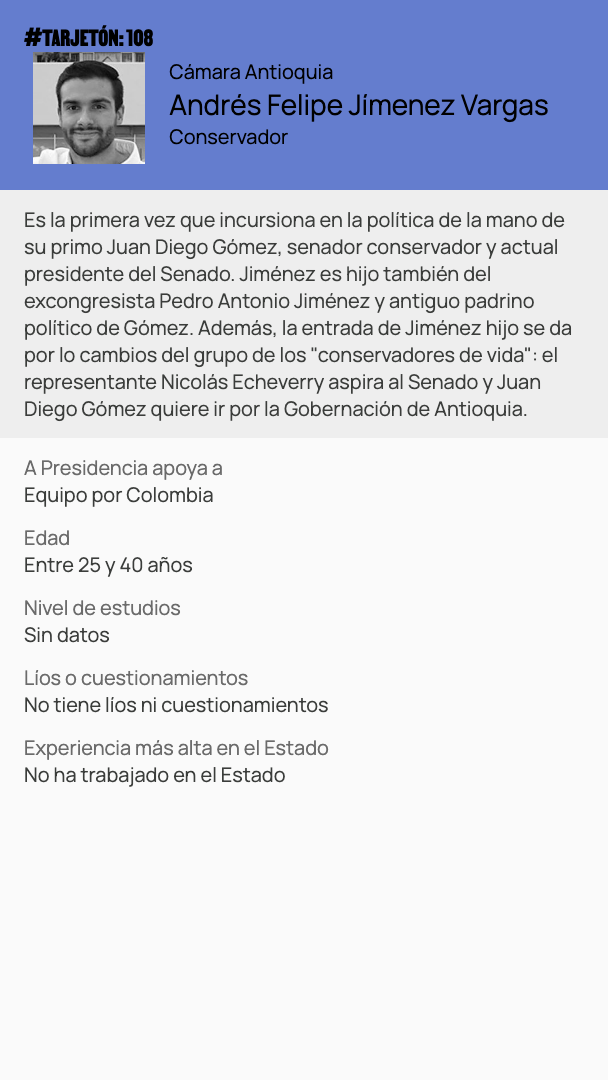 #TARJETÓN: 108
Cámara Antioquia
Andrés Felipe Jímenez Vargas
Conservador
Es la primera vez que incursiona en la política de la mano de
su primo Juan Diego Gómez, senador conservador y actual
presidente del Senado. Jiménez es hijo también del
excongresista Pedro Antonio Jiménez y antiguo padrino
político de Gómez. Además, la entrada de Jiménez hijo se da
por lo cambios del grupo de los "conservadores de vida": el
representante Nicolás Echeverry aspira al Senado y Juan
Diego Gómez quiere ir por la Gobernación de Antioquia.
A Presidencia apoya a
Equipo por Colombia
Edad
Entre 25 y 40 años
Nivel de estudios
Sin datos
Líos o cuestionamientos
No tiene líos ni cuestionamientos
Experiencia más alta en el Estado
No ha trabajado en el Estado